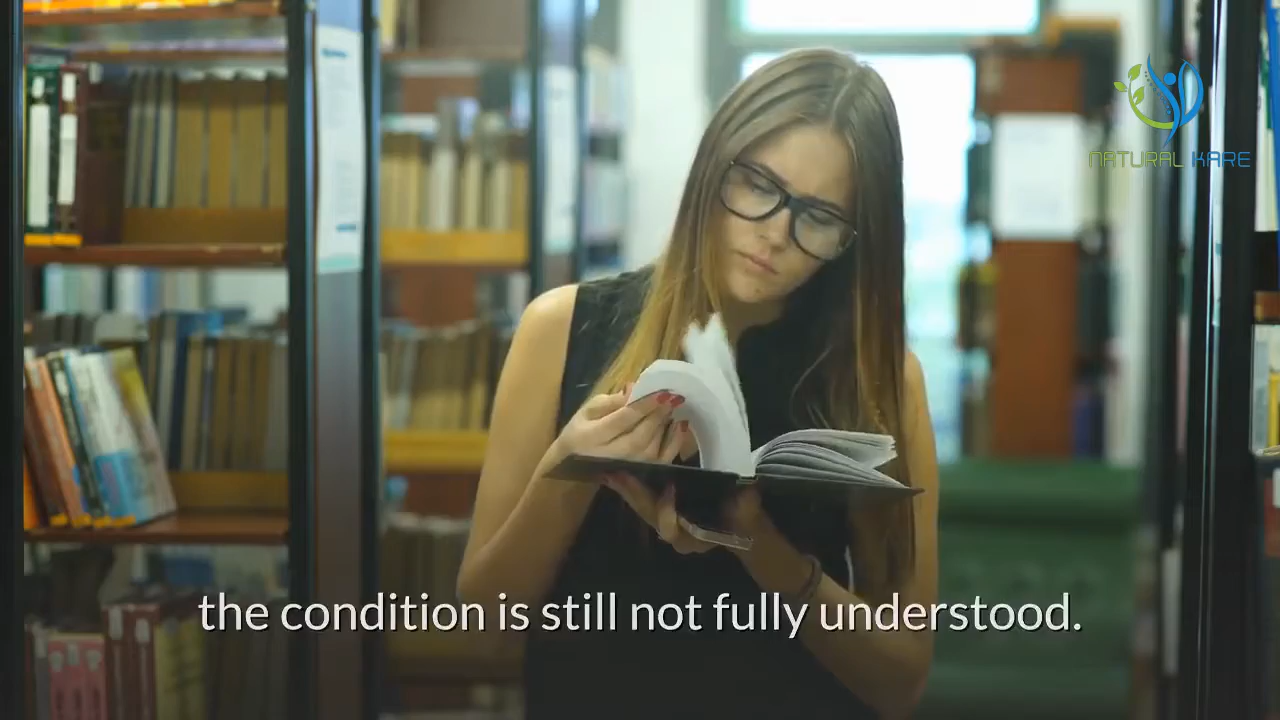 NATURAL KARE
the condition is still not fully understood.